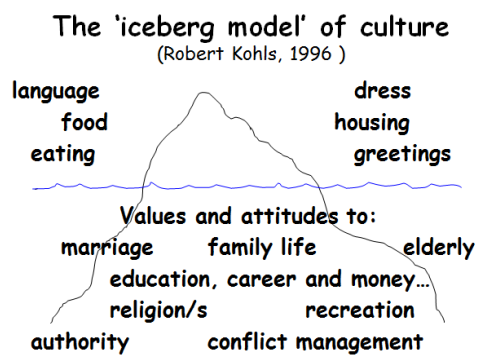 The ‘iceberg model’ of culture
(Robert Kohls, 1996 )
language dress
food housing
eating greetings
Values and attitudes to:
marriage family life elderly
education, career and money…
religion/s recreation
authority conflict management